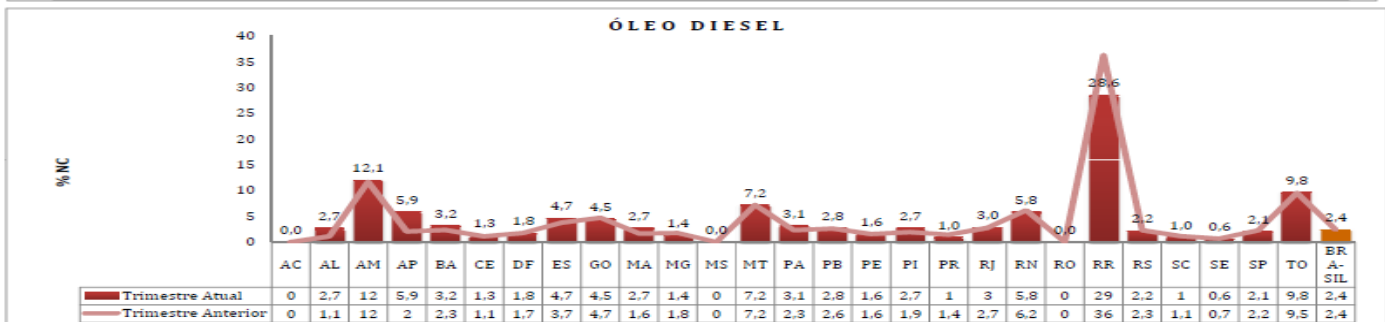 ÓLEO DIESEL
40
35
30
25
20
15
10
5
0
% NC
0,0 2,7 12,1 5,9 3,2 1,3 1,8 4,7 4,5 2,7 1,4 0,0 7,2 3,1 2,8 1,6 2,7 1,0 3,0 5,8 0,0 28,6 2,2 1,0 0,6 2,1 9,8 2,4
AC AL AM AP BA CE DF ES GO MA MG MS MT PA PB PE PI PR RJ RN RO RR RS SC SE SP TO BR
A-
SIL
Trimestre Atual 0 2,7 12 5,9 3,2 1,3 1,8 4,7 4,5 2,7 1,4 0 7,2 3,1 2,8 1,6 2,7 1 3 5,8 0 29 2,2 1 0,6 2,1 9,8 2,4
Trimestre Anterior 0 1,1 12 2 2,3 1,1 1,7 3,7 4,7 1,6 1,8 0 7,2 2,3 2,6 1,6 1,9 1,4 2,7 6,2 0 36 2,3 1,1 0,7 2,2 9,5 2,4